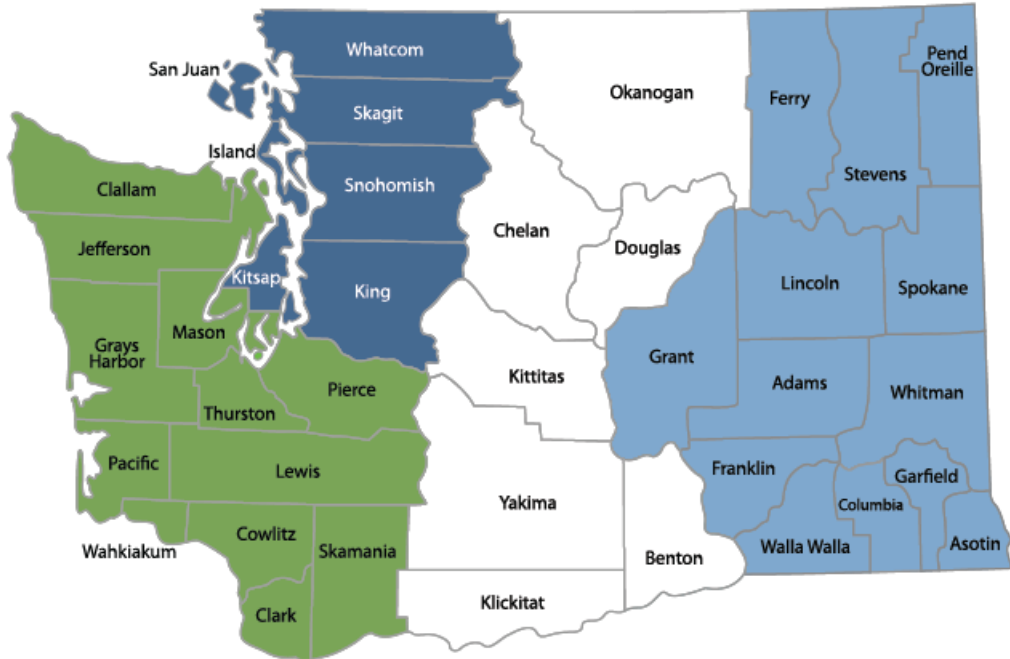 Whatcom
San Juan
Skagit
Island
Snohomish
Clallam
Jefferson
Kitsap
King
Mason
Grays
Harbor
Pierce
Thurston
Pacific
Lewis
Wahkiakum
Cowlitz
Skamania
Clark
Okanogan
Chelan
Douglas
Kittitas
Yakima
Benton
Klickitat
Ferry
Stevens
Pend
Oreille
Lincoln
Spokane
Grant
Adams
Whitman
Franklin
Garfield
Columbia
Walla Walla
Asotin